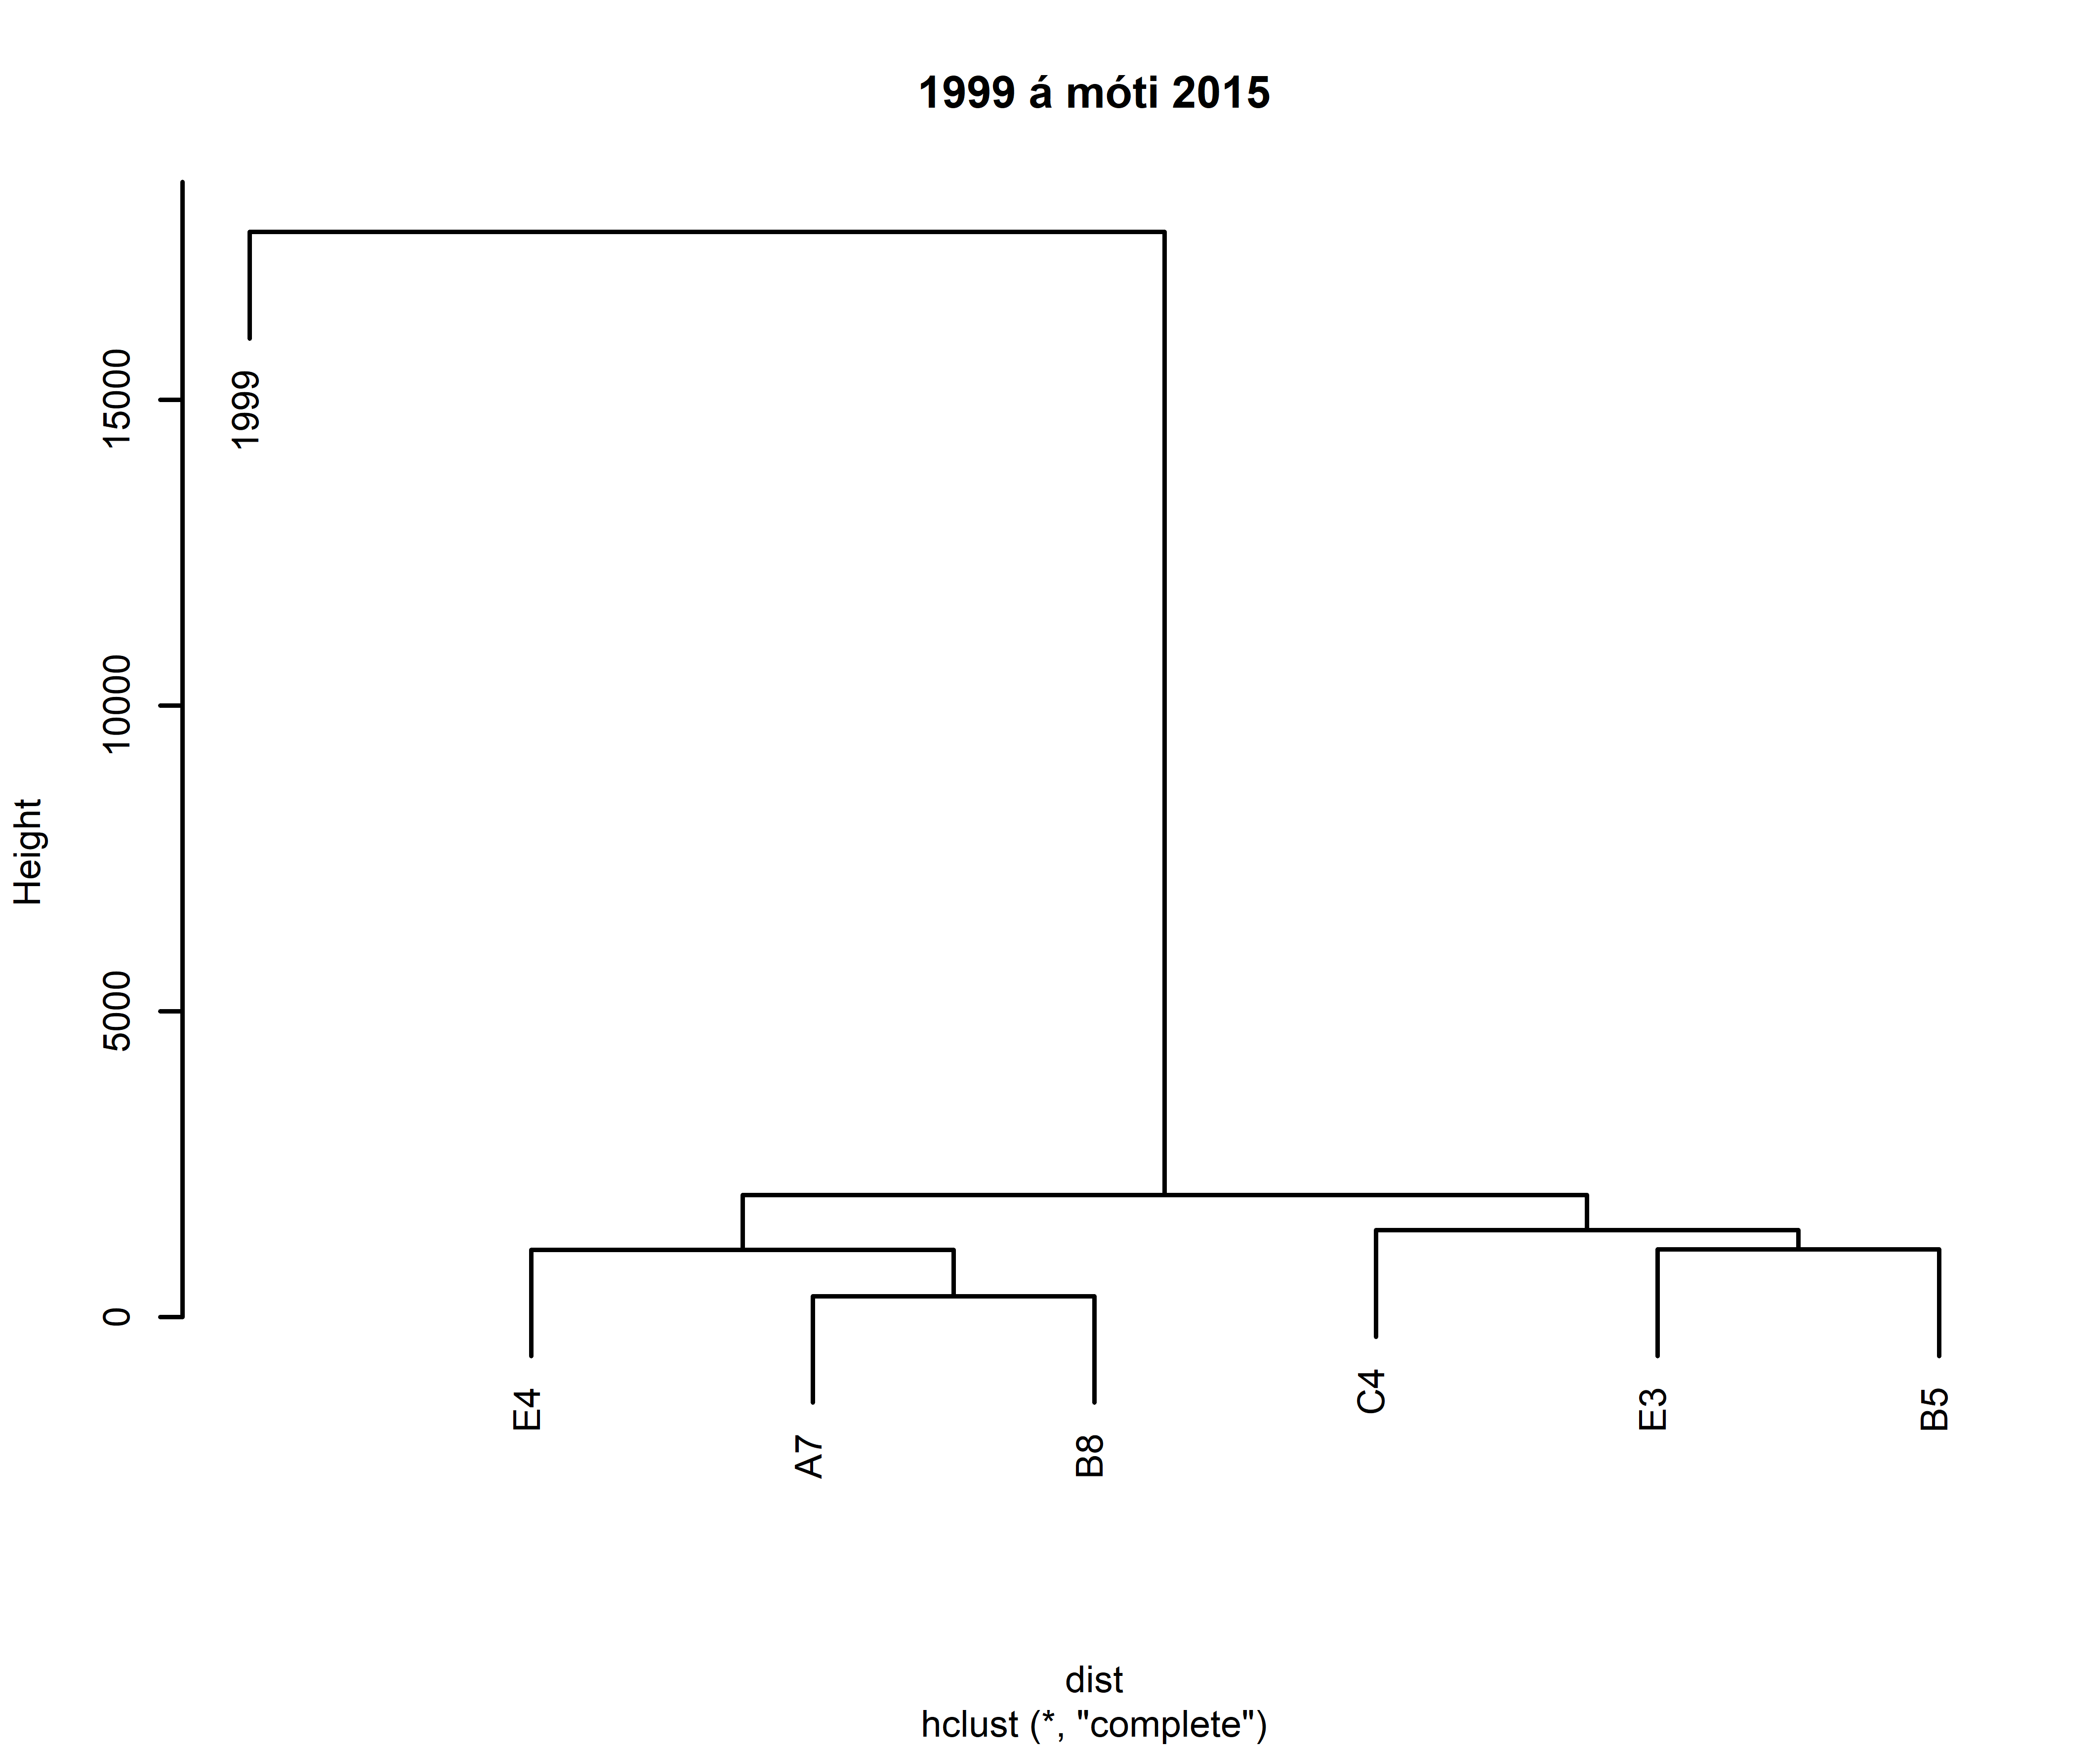 1999 á móti 2015
Height
15000
10000
5000
0
1999
E4
A7
B8
C4
E3
B5
dist
hclust (*, "complete")